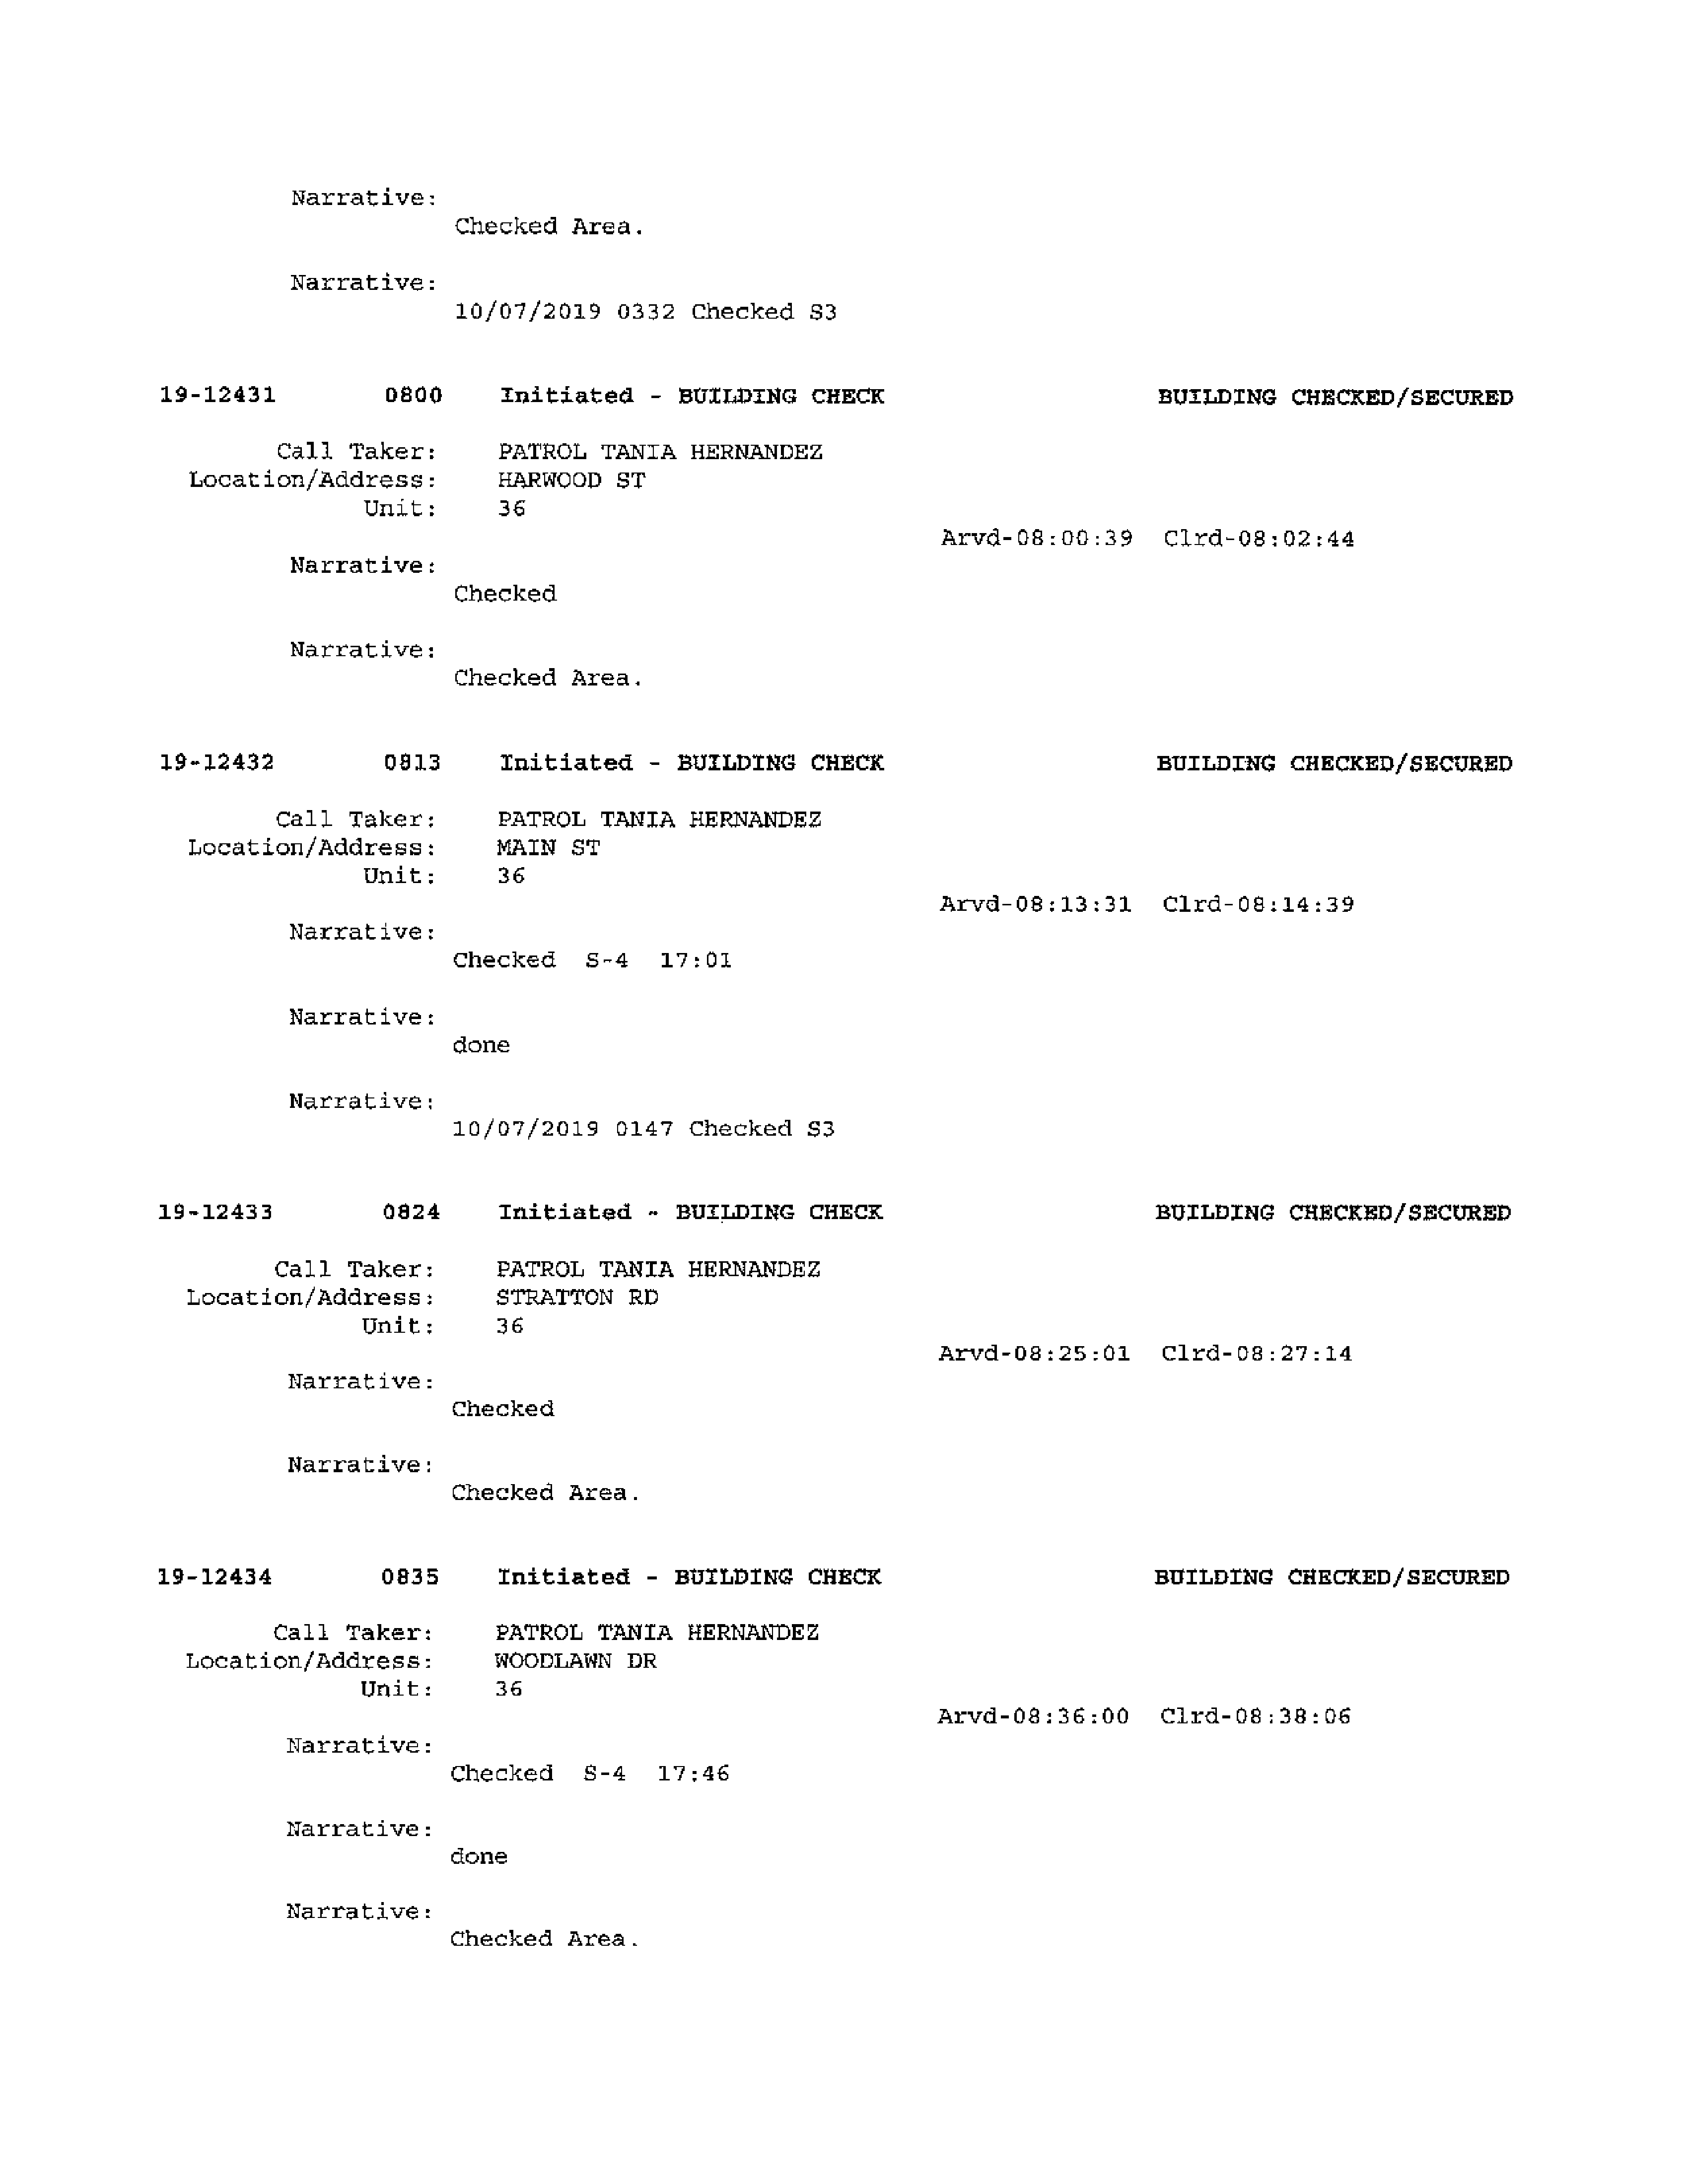 Narrative:
Checked Area.
Narrative:
10/07/2019 0332 Checked S3
19-12431 0800 Initiated - BUILDING CHECK BUILDING CHECKED/SECURED
Call Taker: PATROL TANIA HERNANDEZ
Location/Address: HARWOOD ST
Unit: 36
Arvd-08:00:39 Clrd-08:02:44
Narrative:
Checked
Narrative:
Checked Area.
19-12432 0813 Initiated - BUILDING CHECK BUILDING CHECKED/SECURED
Call Taker: PATROL TANIA HERNANDEZ
Location/Address: MAIN ST
Unit: 36
Arvd-08:13:31 Clrd-08:14:39
Narrative:
Checked S-4 17:01
Narrative:
done
Narrative:
10/07/2019 0147 Checked S3
19-12433 0824 Initiated - BUILDING CHECK BUILDING CHECKED/SECURED
Call Taker: PATROL TANIA HERNANDEZ
Location/Address: STRATTON RD
Unit: 36
Arvd-08:25:01 Clrd-08:27:14
Narrative:
Checked
Narrative:
Checked Area.
19-12434 0835 Initiated - BUILDING CHECK BUILDING CHECKED/SECURED
Call Taker: PATROL TANIA HERNANDEZ
Location/Address: WOODLAWN DR
Unit: 36
Arvd-08:36:00 Clrd-08:38:06
Narrative:
Checked S-4 17:46
Narrative:
done
Narrative:
Checked Area.